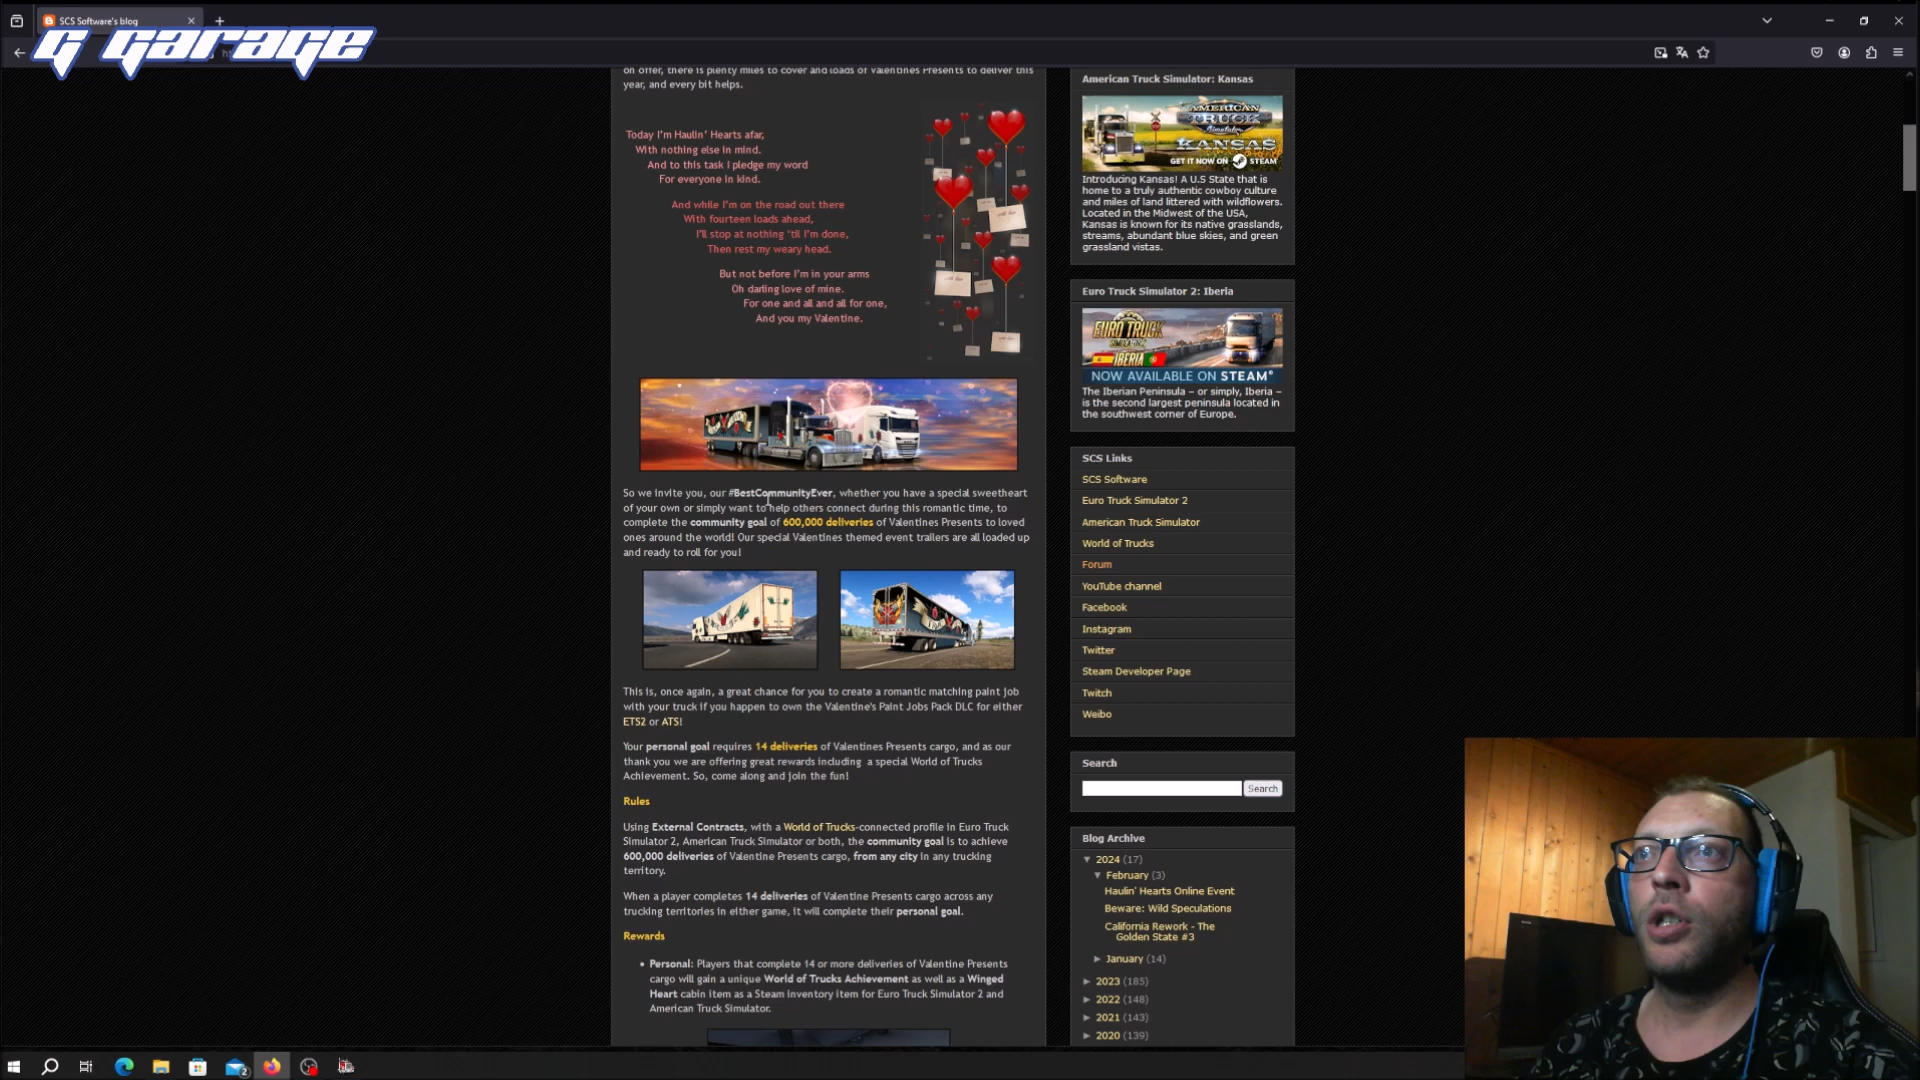 SCS Software's blog
G GARAGE
on offer, there is plenty miles to cover and loads of Valentines Presents to deliver this
year, and every bit helps.
Today I'm Haulin' Hearts afar,
With nothing else in mind.
And to this task I pledge my word
For everyone in kind.
And while I'm on the road out there
With fourteen loads ahead,
I'll stop at nothing 'til I'm done,
Then rest my weary head.
But not before I'm in your arms
Oh darling love of mine.
For one and all and all for one,
And you my Valentine.
So we invite you, our #BestCommunityEver, whether you have a special sweetheart
of your own or simply want to help others connect during this romantic time, to
complete the community goal of 600,000 deliveries of Valentines Presents to loved
ones around the world! Our special Valentines themed event trailers are all loaded up
and ready to roll for you!
This is, once again, a great chance for you to create a romantic matching paint job
with your truck if you happen to own the Valentine's Paint Jobs Pack DLC for either
ETS2 or ATS!
Your personal goal requires 14 deliveries of Valentines Presents cargo, and as our
thank you we are offering great rewards including a special World of Trucks
Achievement. So, come along and join the fun!
Rules
Using External Contracts, with a World of Trucks-connected profile in Euro Truck
Simulator 2, American Truck Simulator or both, the community goal is to achieve
600,000 deliveries of Valentine Presents cargo, from any city in any trucking
territory.
When a player completes 14 deliveries of Valentine Presents cargo across any
trucking territories in either game, it will complete their personal goal.
Rewards
• Personal: Players that complete 14 or more deliveries of Valentine Presents
cargo will gain a unique World of Trucks Achievement as well as a Winged
Heart cabin item as a Steam inventory item for Euro Truck Simulator 2 and
American Truck Simulator.
American Truck Simulator: Kansas
AMERICAN
TRUCK
Simulator
KANSAS
GET IT NOW ON STEAM
Introducing Kansas! A U.S State that is
home to a truly authentic cowboy culture
and miles of land littered with wildflowers.
Located in the Midwest of the USA,
Kansas is known for its native grasslands,
streams, abundant blue skies, and green
grassland vistas.
Euro Truck Simulator 2: Iberia
EURO TRUCK
SIMULATOR 2
IBERIA
NOW AVAILABLE ON STEAM®
The Iberian Peninsula – or simply, Iberia –
is the second largest peninsula located in
the southwest corner of Europe.
SCS Links
SCS Software
Euro Truck Simulator 2
American Truck Simulator
World of Trucks
Forum
YouTube channel
Facebook
Instagram
Twitter
Steam Developer Page
Twitch
Weibo
Search
Search
Blog Archive
▼ 2024 (17)
▼ February (3)
Haulin' Hearts Online Event
Beware: Wild Speculations
California Rework - The
Golden State #3
► January (14)
► 2023 (185)
► 2022 (148)
► 2021 (143)
► 2020 (139)
2